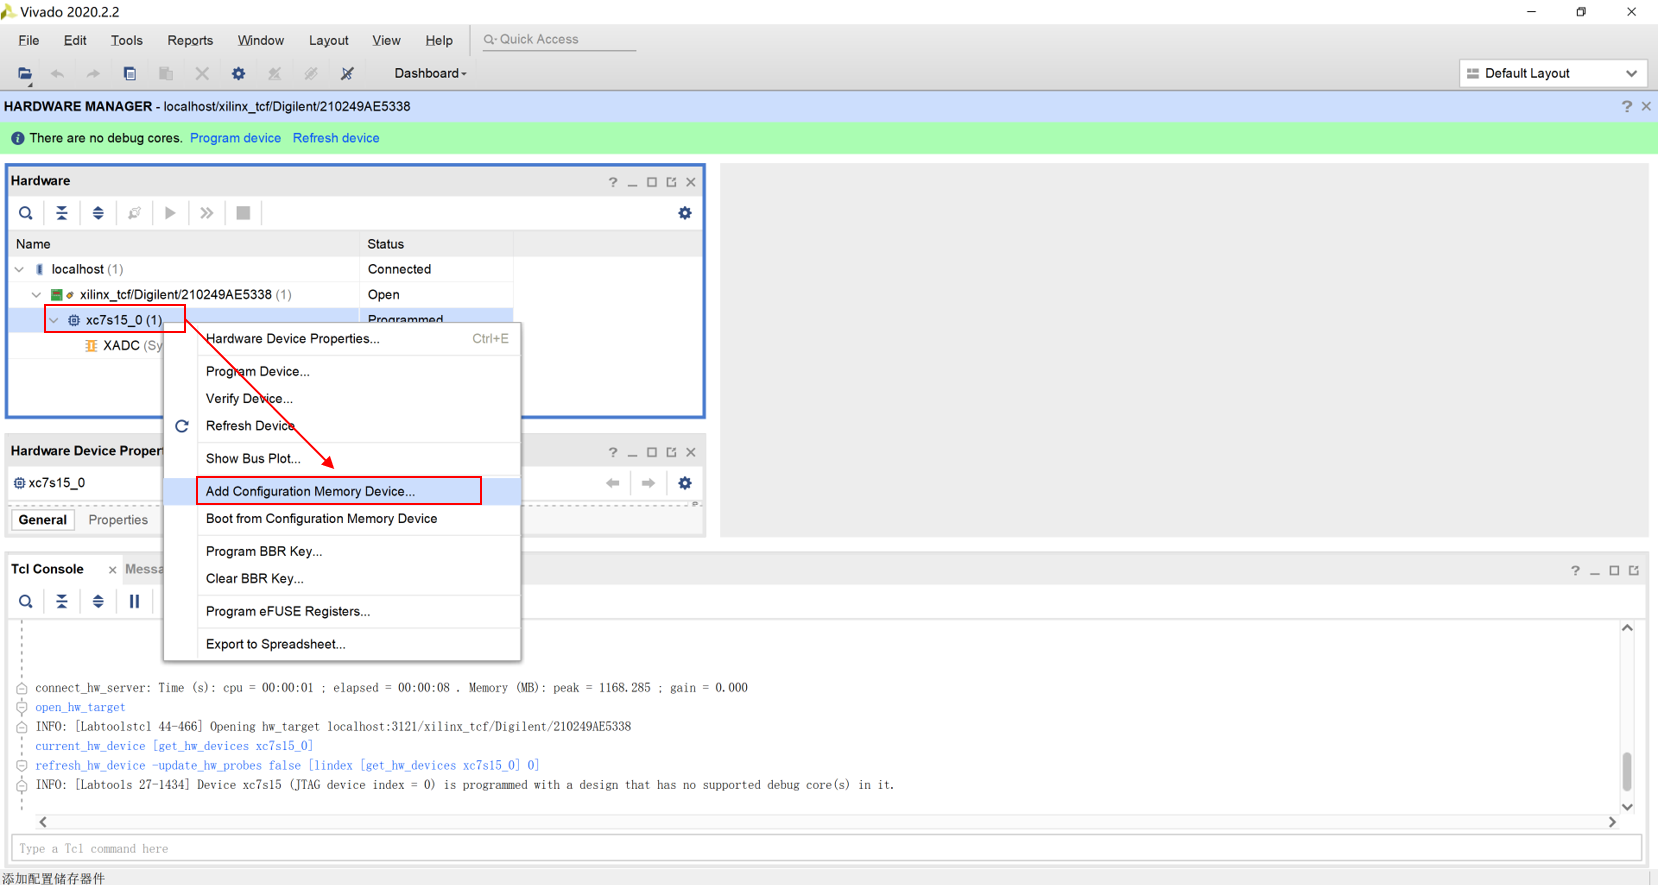 Vivado 2020.2.2
File Edit Tools Reports Window Layout View Help Quick Access
Dashboard Default Layout
HARDWARE MANAGER - localhost/xilinx_tcf/Digilent/210249AE5338
There are no debug cores. Program device Refresh device
Hardware
Name Status
localhost (1) Connected
xilinx_tcf/Digilent/210249AE5338 (1) Open
xc7s15_0 (1) Programmed
XADC (Sy
Hardware Device Properties... Ctrl+E
Program Device...
Verify Device...
Refresh Device
Show Bus Plot...
Add Configuration Memory Device...
Boot from Configuration Memory Device
Program BBR Key...
Clear BBR Key...
Program eFUSE Registers...
Export to Spreadsheet...
Hardware Device Proper
xc7s15_0
General Properties
Tcl Console Messa
connect_hw_server: Time (s): cpu = 00:00:01 ; elapsed = 00:00:08 . Memory (MB): peak = 1168.285 ; gain = 0.000
open_hw_target
INFO: [Labtoolstcl 44-466] Opening hw_target localhost:3121/xilinx_tcf/Digilent/210249AE5338
current_hw_device [get_hw_devices xc7s15_0]
refresh_hw_device -update_hw_probes false [lindex [get_hw_devices xc7s15_0] 0]
INFO: [Labtools 27-1434] Device xc7s15 (JTAG device index = 0) is programmed with a design that has no supported debug core(s) in it.
Type a Tcl command here
添加配置储存器件